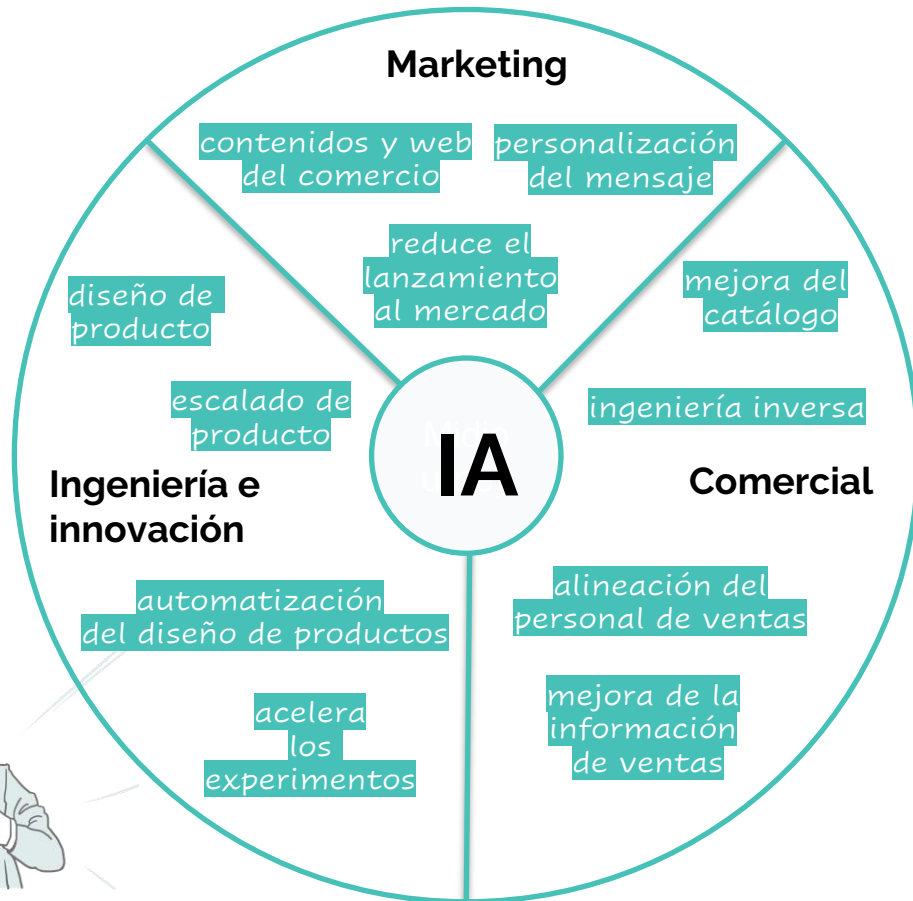 Marketing
contenidos y web
del comercio
personalización
del mensaje
reduce el
lanzamiento
al mercado
diseño de
producto
escalado de
producto
Ingeniería e
innovación
automatización
del diseño de productos
acelera
los
experimentos
IA
mejora del
catálogo
ingeniería inversa
Comercial
alineación del
personal de ventas
mejora de la
información
de ventas